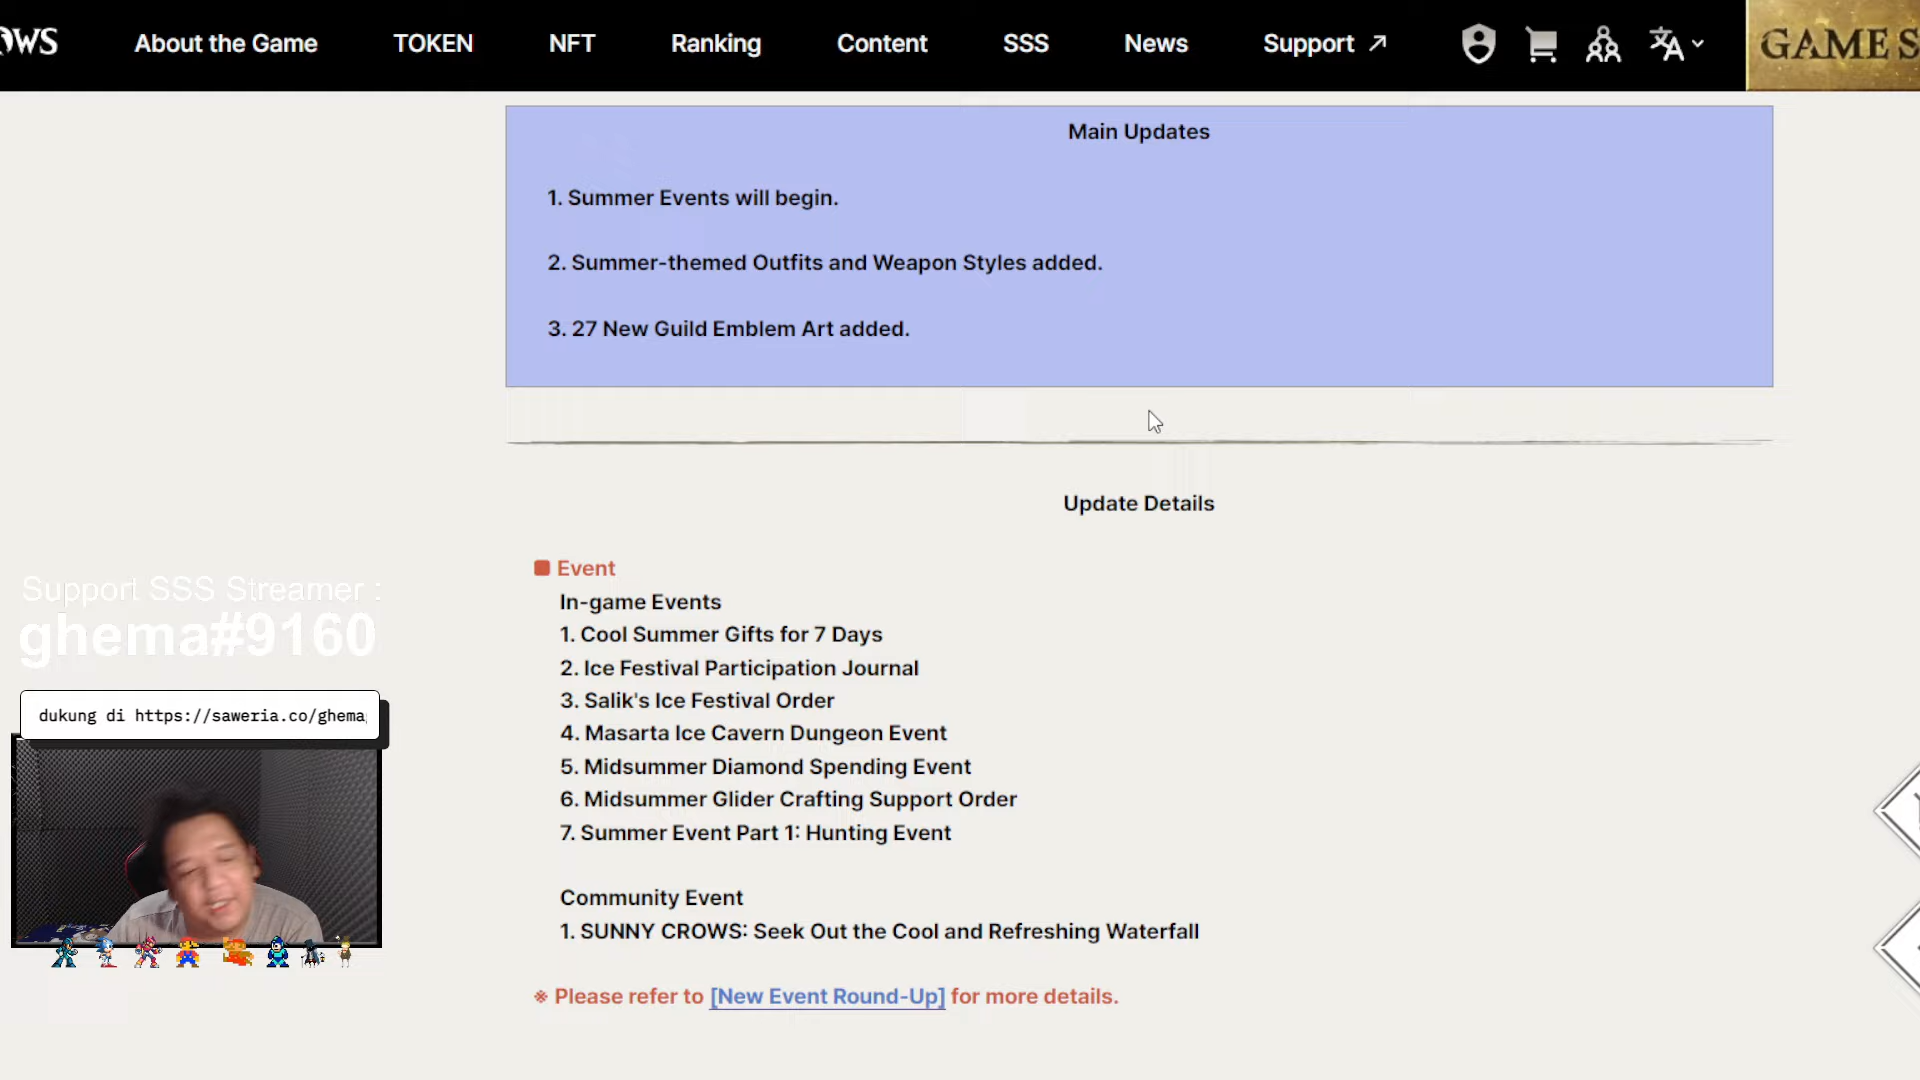 About the Game TOKEN NFT Ranking Content SSS News Support
Main Updates
1. Summer Events will begin.
2. Summer-themed Outfits and Weapon Styles added.
3. 27 New Guild Emblem Art added.
Update Details
Event
In-game Events
1. Cool Summer Gifts for 7 Days
2. Ice Festival Participation Journal
3. Salik's Ice Festival Order
4. Masarta Ice Cavern Dungeon Event
5. Midsummer Diamond Spending Event
6. Midsummer Glider Crafting Support Order
7. Summer Event Part 1: Hunting Event
Community Event
1. SUNNY CROWS: Seek Out the Cool and Refreshing Waterfall
※ Please refer to [New Event Round-Up] for more details.
Support SSS Streamer :
ghema#9160
dukung di https://saweria.co/ghema